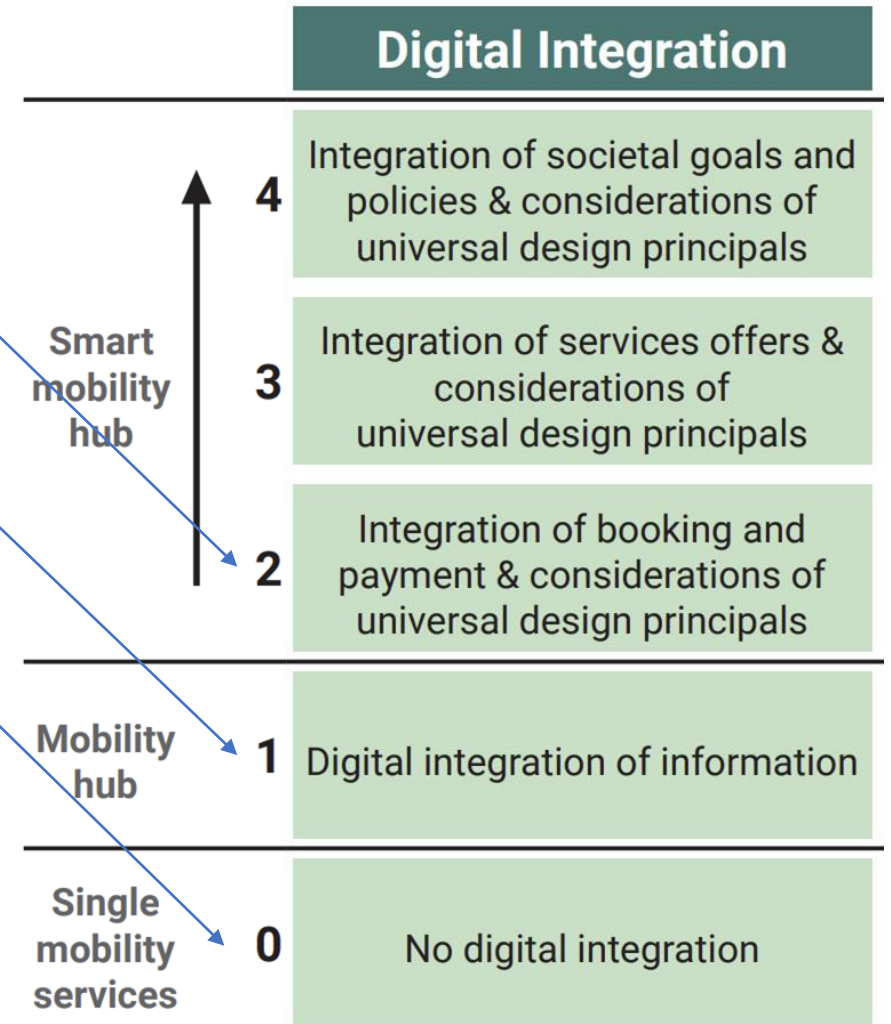 Digital Integration
4
Integration of societal goals and
policies & considerations of
universal design principals
Smart
mobility
hub
3
Integration of services offers &
considerations of
universal design principals
2
Integration of booking and
payment & considerations of
universal design principals
Mobility
hub
1
Digital integration of information
Single
mobility
services
0
No digital integration